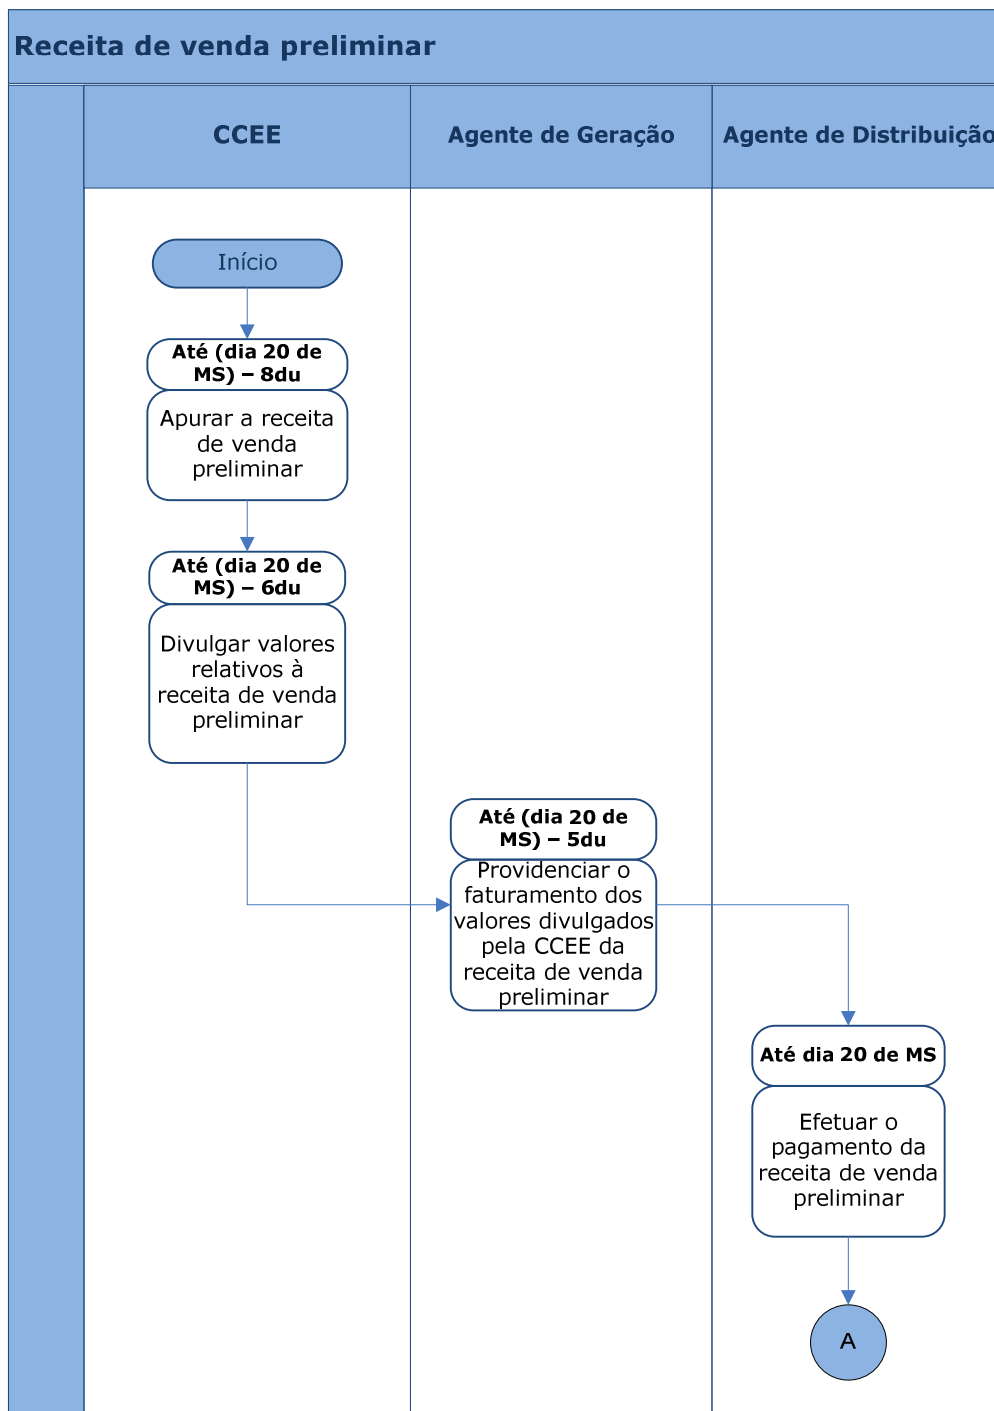 Receita de venda preliminar
CCEE
Agente de Geração
Agente de Distribuição
Início
Até (dia 20 de
MS) – 8du
Apurar a receita
de venda
preliminar
Até (dia 20 de
MS) – 6du
Divulgar valores
relativos à
receita de venda
preliminar
Até (dia 20 de
MS) – 5du
Providenciar o
faturamento dos
valores divulgados
pela CCEE da
receita de venda
preliminar
Até dia 20 de MS
Efetuar o
pagamento da
receita de venda
preliminar
A